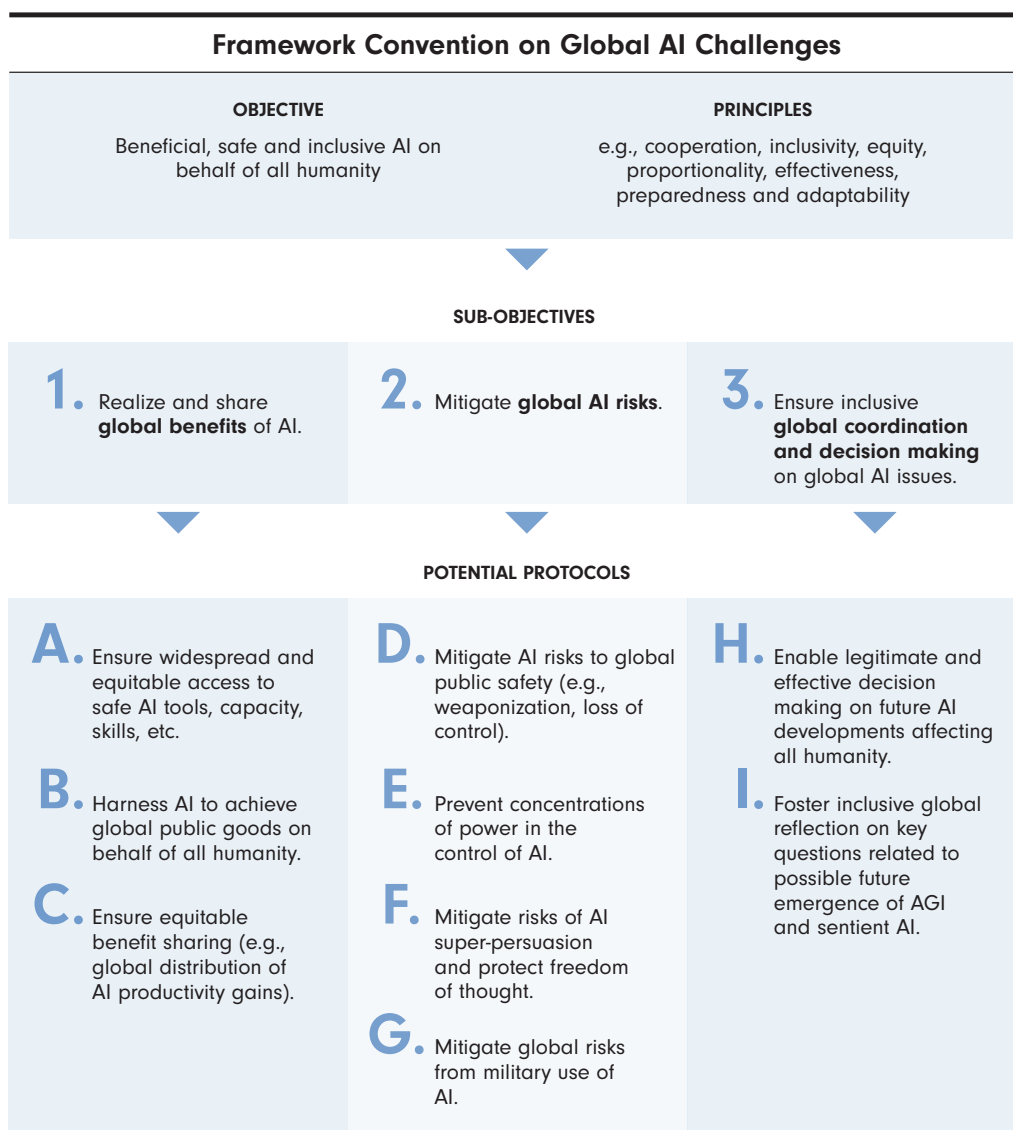 Framework Convention on Global AI Challenges
OBJECTIVE
Beneficial, safe and inclusive AI on
behalf of all humanity
PRINCIPLES
e.g., cooperation, inclusivity, equity,
proportionality, effectiveness,
preparedness and adaptability
SUB-OBJECTIVES
1. Realize and share
global benefits of AI.
2. Mitigate global AI risks.
3. Ensure inclusive
global coordination
and decision making
on global AI issues.
POTENTIAL PROTOCOLS
A. Ensure widespread and
equitable access to
safe AI tools, capacity,
skills, etc.
B. Harness AI to achieve
global public goods on
behalf of all humanity.
C. Ensure equitable
benefit sharing (e.g.,
global distribution of
AI productivity gains).
D. Mitigate AI risks to global
public safety (e.g.,
weaponization, loss of
control).
E. Prevent concentrations
of power in the
control of AI.
F. Mitigate risks of AI
super-persuasion
and protect freedom
of thought.
G. Mitigate global risks
from military use of
AI.
H. Enable legitimate and
effective decision
making on future AI
developments affecting
all humanity.
I. Foster inclusive global
reflection on key
questions related to
possible future
emergence of AGI
and sentient AI.